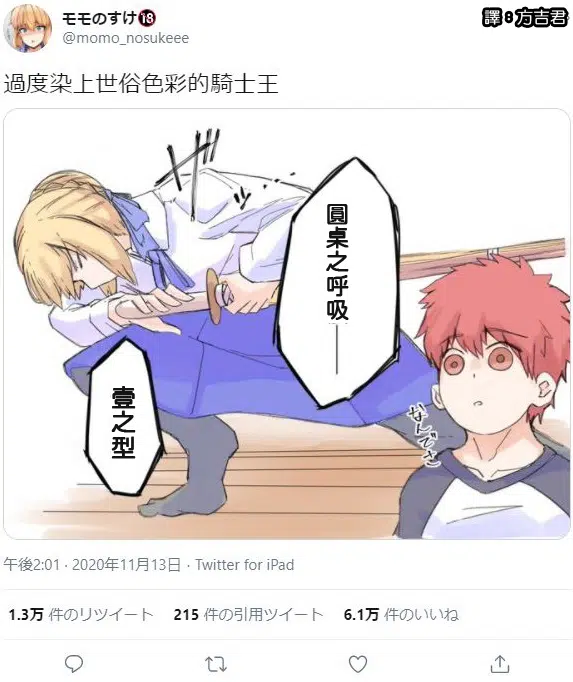 モモのすけ🔞
@momo_nosukeee
譯:方吉君
過度染上世俗色彩的騎士王
ザッ
圓桌之呼吸——
壹之型
なんでさ
午後2:01 · 2020年11月13日 · Twitter for iPad
1.3万 件のリツイート 215 件の引用ツイート 6.1万 件のいいね